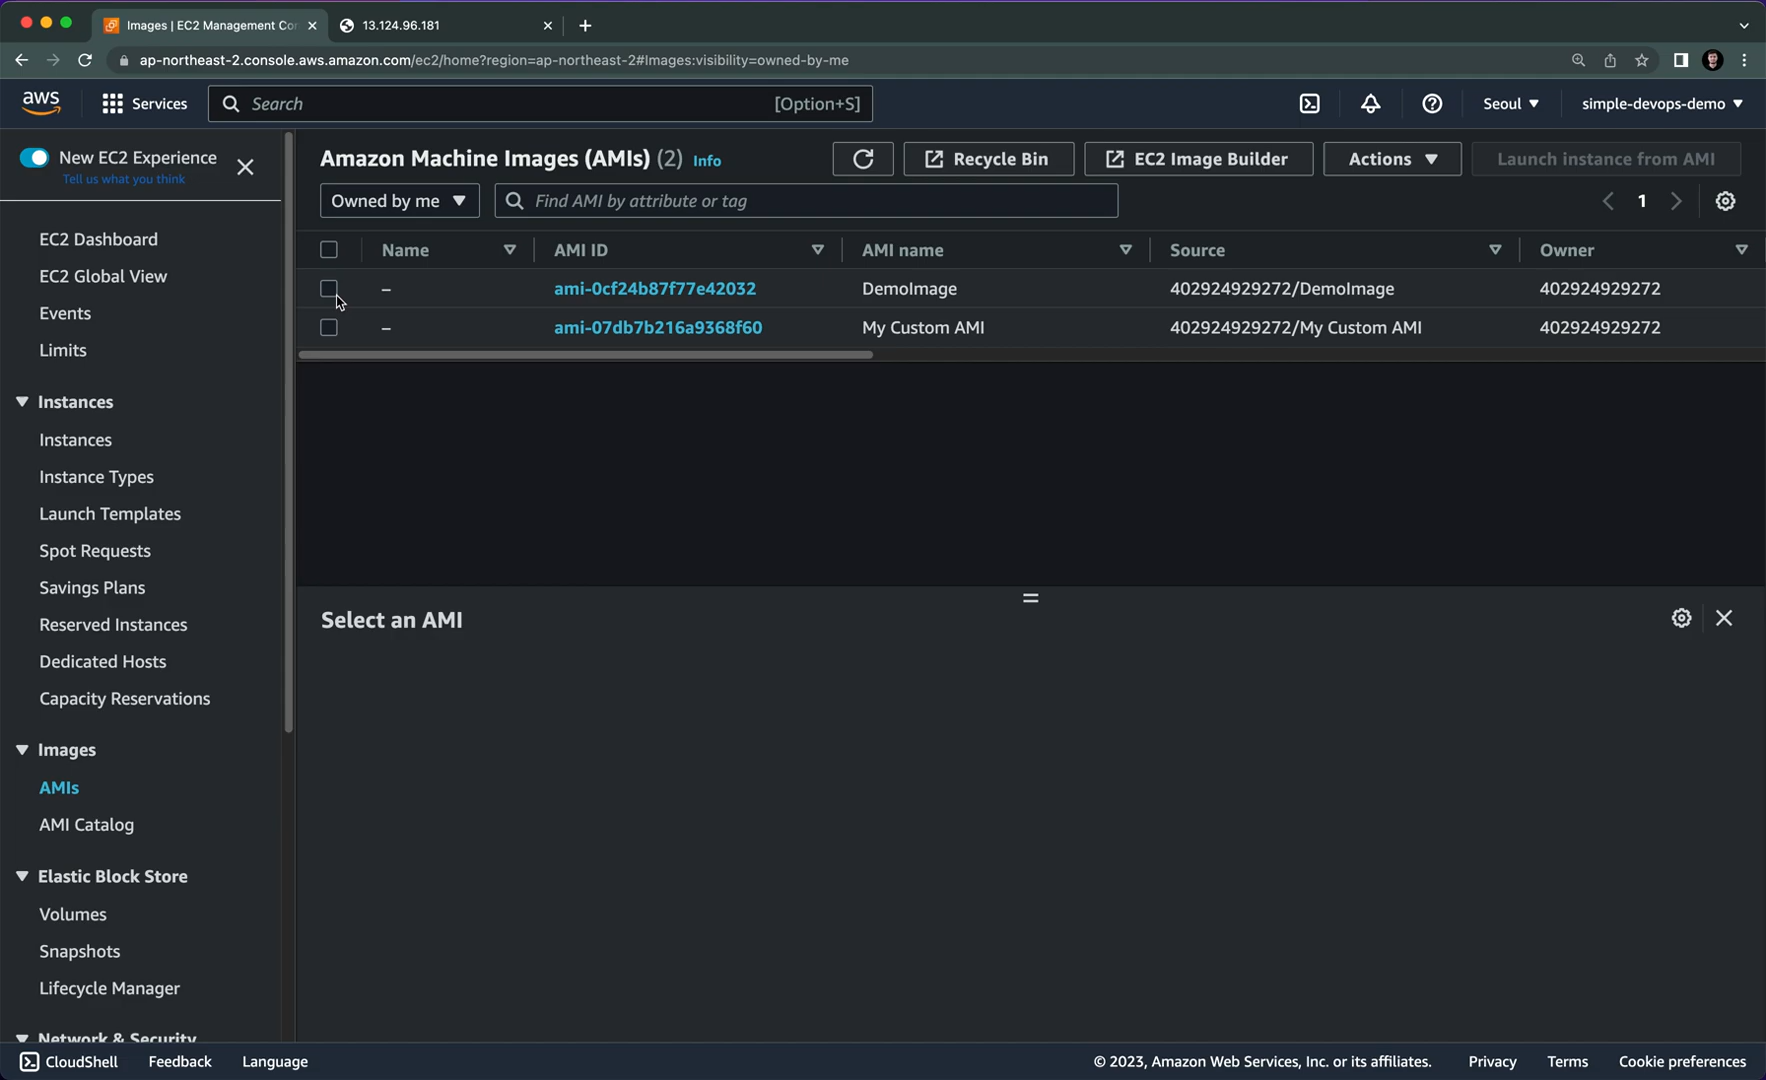 Images | EC2 Management Con
13.124.96.181
ap-northeast-2.console.aws.amazon.com/ec2/home?region=ap-northeast-2#Images:visibility=owned-by-me
aws
Services
Search
[Option+S]
Seoul
simple-devops-demo
New EC2 Experience
Tell us what you think
EC2 Dashboard
EC2 Global View
Events
Limits
Instances
Instances
Instance Types
Launch Templates
Spot Requests
Savings Plans
Reserved Instances
Dedicated Hosts
Capacity Reservations
Images
AMIs
AMI Catalog
Elastic Block Store
Volumes
Snapshots
Lifecycle Manager
Network & Security
Amazon Machine Images (AMIs) (2) Info
Recycle Bin
EC2 Image Builder
Actions
Launch instance from AMI
Owned by me
Find AMI by attribute or tag
1
Name AMI ID AMI name Source Owner
– ami-0cf24b87f77e42032 DemoImage 402924929272/DemoImage 402924929272
– ami-07db7b216a9368f60 My Custom AMI 402924929272/My Custom AMI 402924929272
Select an AMI
CloudShell Feedback Language © 2023, Amazon Web Services, Inc. or its affiliates. Privacy Terms Cookie preferences